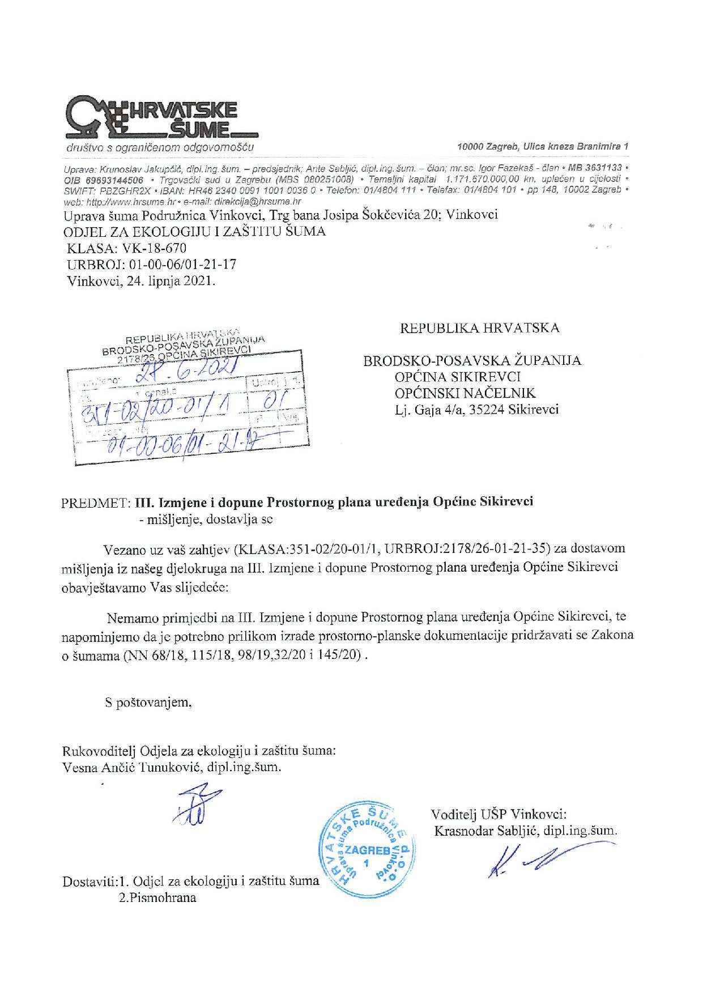 HRVATSKE
ŠUME
društvo s ograničenom odgovornošću
10000 Zagreb, Ulica kneza Branimira 1
Uprava: Krunoslav Jakupčić, dipl.ing. šum. – predsjednik; Ante Sabljić, dipl.ing. šum. – član; mr.sc. Igor Fazekaš - član • MB 3631133 •
OIB 69693144506 • Trgovački sud u Zagrebu (MBS 080251008) • Temeljni kapital 1.171.670.000,00 kn, uplaćen u cijelosti •
SWIFT: PBZGHR2X • IBAN: HR46 2340 0091 1001 0036 0 • Telefon: 01/4804 111 • Telefax: 01/4804 101 • pp 148, 10002 Zagreb •
web: http://www.hrsume.hr • e-mail: direkcija@hrsume.hr
Uprava šuma Podružnica Vinkovci, Trg bana Josipa Šokčevića 20; Vinkovci
ODJEL ZA EKOLOGIJU I ZAŠTITU ŠUMA
KLASA: VK-18-670
URBROJ: 01-00-06/01-21-17
Vinkovci, 24. lipnja 2021.
REPUBLIKA HRVATSKA
BRODSKO-POSAVSKA ŽUPANIJA
2178/26 OPĆINA SIKIREVCI
28.6.2021
351-02/20-01/1 01
01-00-06/01-21-17
REPUBLIKA HRVATSKA
BRODSKO-POSAVSKA ŽUPANIJA
OPĆINA SIKIREVCI
OPĆINSKI NAČELNIK
Lj. Gaja 4/a, 35224 Sikirevci
PREDMET: III. Izmjene i dopune Prostornog plana uređenja Općine Sikirevci
- mišljenje, dostavlja se
Vezano uz vaš zahtjev (KLASA:351-02/20-01/1, URBROJ:2178/26-01-21-35) za dostavom
mišljenja iz našeg djelokruga na III. Izmjene i dopune Prostornog plana uređenja Općine Sikirevci
obavještavamo Vas slijedeće:
Nemamo primjedbi na III. Izmjene i dopune Prostornog plana uređenja Općine Sikirevci, te
napominjemo da je potrebno prilikom izrade prostorno-planske dokumentacije pridržavati se Zakona
o šumama (NN 68/18, 115/18, 98/19,32/20 i 145/20) .
S poštovanjem,
Rukovoditelj Odjela za ekologiju i zaštitu šuma:
Vesna Ančić Tunuković, dipl.ing.šum.
Voditelj UŠP Vinkovci:
Krasnodar Sabljić, dipl.ing.šum.
HRVATSKE ŠUME d.o.o.
Uprava šuma Podružnica Vinkovci
ZAGREB
1
Dostaviti:1. Odjel za ekologiju i zaštitu šuma
2.Pismohrana